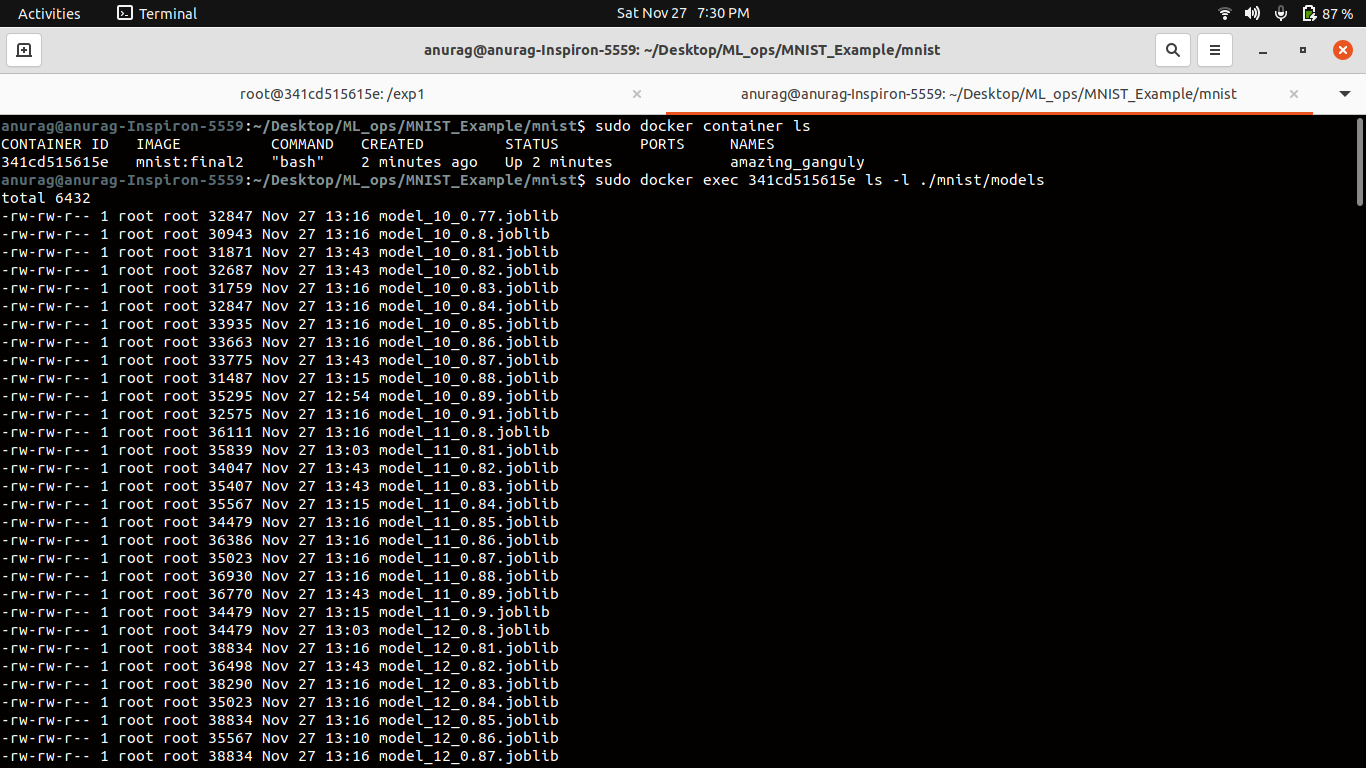 Activities Terminal Sat Nov 27 7:30 PM 87 %
anurag@anurag-Inspiron-5559: ~/Desktop/ML_ops/MNIST_Example/mnist
root@341cd515615e: /exp1 anurag@anurag-Inspiron-5559: ~/Desktop/ML_ops/MNIST_Example/mnist
anurag@anurag-Inspiron-5559:~/Desktop/ML_ops/MNIST_Example/mnist$ sudo docker container ls
CONTAINER ID   IMAGE          COMMAND   CREATED         STATUS         PORTS     NAMES
341cd515615e   mnist:final2   "bash"    2 minutes ago   Up 2 minutes             amazing_ganguly
anurag@anurag-Inspiron-5559:~/Desktop/ML_ops/MNIST_Example/mnist$ sudo docker exec 341cd515615e ls -l ./mnist/models
total 6432
-rw-rw-r-- 1 root root 32847 Nov 27 13:16 model_10_0.77.joblib
-rw-rw-r-- 1 root root 30943 Nov 27 13:16 model_10_0.8.joblib
-rw-rw-r-- 1 root root 31871 Nov 27 13:43 model_10_0.81.joblib
-rw-rw-r-- 1 root root 32687 Nov 27 13:43 model_10_0.82.joblib
-rw-rw-r-- 1 root root 31759 Nov 27 13:16 model_10_0.83.joblib
-rw-rw-r-- 1 root root 32847 Nov 27 13:16 model_10_0.84.joblib
-rw-rw-r-- 1 root root 33935 Nov 27 13:16 model_10_0.85.joblib
-rw-rw-r-- 1 root root 33663 Nov 27 13:16 model_10_0.86.joblib
-rw-rw-r-- 1 root root 33775 Nov 27 13:43 model_10_0.87.joblib
-rw-rw-r-- 1 root root 31487 Nov 27 13:15 model_10_0.88.joblib
-rw-rw-r-- 1 root root 35295 Nov 27 12:54 model_10_0.89.joblib
-rw-rw-r-- 1 root root 32575 Nov 27 13:16 model_10_0.91.joblib
-rw-rw-r-- 1 root root 36111 Nov 27 13:16 model_11_0.8.joblib
-rw-rw-r-- 1 root root 35839 Nov 27 13:03 model_11_0.81.joblib
-rw-rw-r-- 1 root root 34047 Nov 27 13:43 model_11_0.82.joblib
-rw-rw-r-- 1 root root 35407 Nov 27 13:43 model_11_0.83.joblib
-rw-rw-r-- 1 root root 35567 Nov 27 13:15 model_11_0.84.joblib
-rw-rw-r-- 1 root root 34479 Nov 27 13:16 model_11_0.85.joblib
-rw-rw-r-- 1 root root 36386 Nov 27 13:16 model_11_0.86.joblib
-rw-rw-r-- 1 root root 35023 Nov 27 13:16 model_11_0.87.joblib
-rw-rw-r-- 1 root root 36930 Nov 27 13:16 model_11_0.88.joblib
-rw-rw-r-- 1 root root 36770 Nov 27 13:43 model_11_0.89.joblib
-rw-rw-r-- 1 root root 34479 Nov 27 13:15 model_11_0.9.joblib
-rw-rw-r-- 1 root root 34479 Nov 27 13:03 model_12_0.8.joblib
-rw-rw-r-- 1 root root 38834 Nov 27 13:16 model_12_0.81.joblib
-rw-rw-r-- 1 root root 36498 Nov 27 13:43 model_12_0.82.joblib
-rw-rw-r-- 1 root root 38290 Nov 27 13:16 model_12_0.83.joblib
-rw-rw-r-- 1 root root 35023 Nov 27 13:16 model_12_0.84.joblib
-rw-rw-r-- 1 root root 38834 Nov 27 13:16 model_12_0.85.joblib
-rw-rw-r-- 1 root root 35567 Nov 27 13:10 model_12_0.86.joblib
-rw-rw-r-- 1 root root 38834 Nov 27 13:16 model_12_0.87.joblib